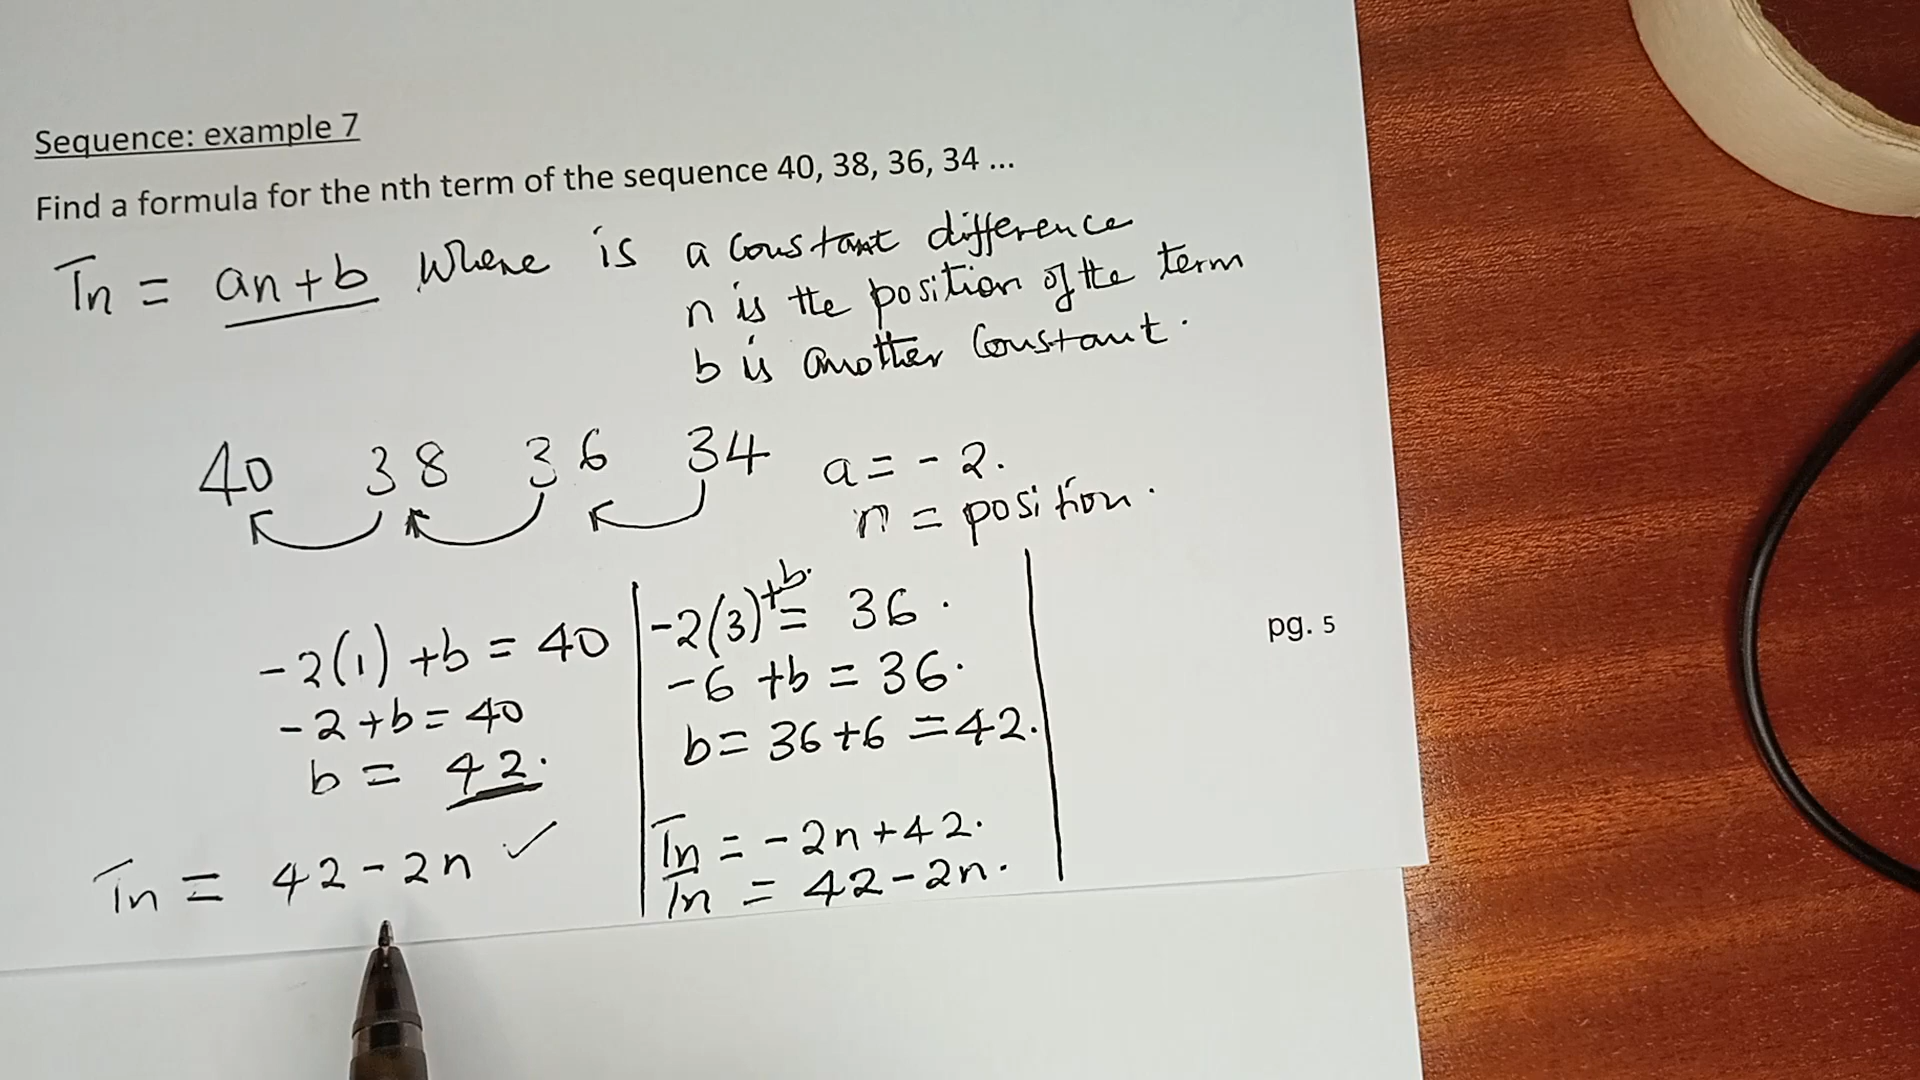 Sequence: example 7
Find a formula for the nth term of the sequence 40, 38, 36, 34 ...
Tn = an+b where is a constant difference
n is the position of the term
b is another constant.
40 38 36 34 a = -2.
n = position.
-2(1) +b = 40
-2 +b = 40
b = 42.
Tn = 42-2n ✓
-2(3)+b. = 36.
-6 +b = 36.
b = 36+6 = 42.
Tn = -2n+42.
Tn = 42-2n.
pg. 5